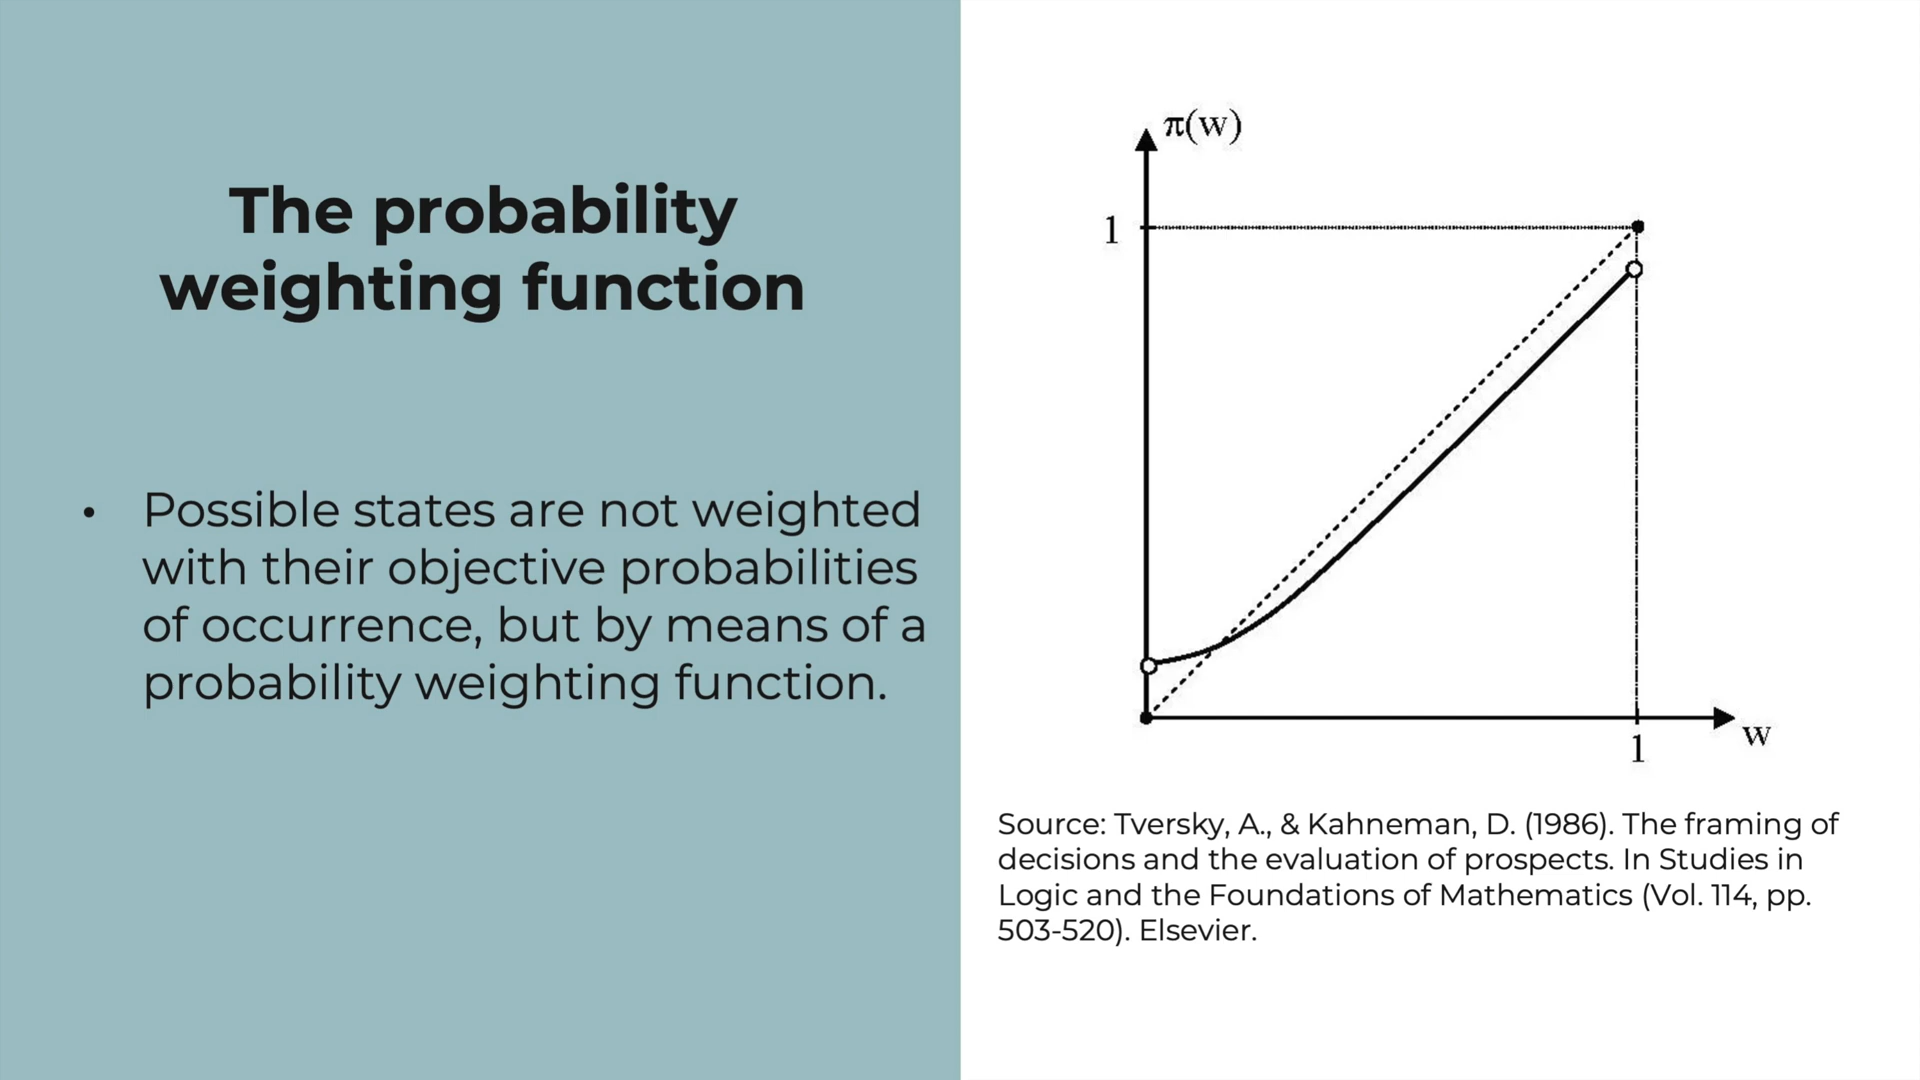 The probability
weighting function
• Possible states are not weighted
with their objective probabilities
of occurrence, but by means of a
probability weighting function.
π(w)
1
1
w
Source: Tversky, A., & Kahneman, D. (1986). The framing of
decisions and the evaluation of prospects. In Studies in
Logic and the Foundations of Mathematics (Vol. 114, pp.
503-520). Elsevier.